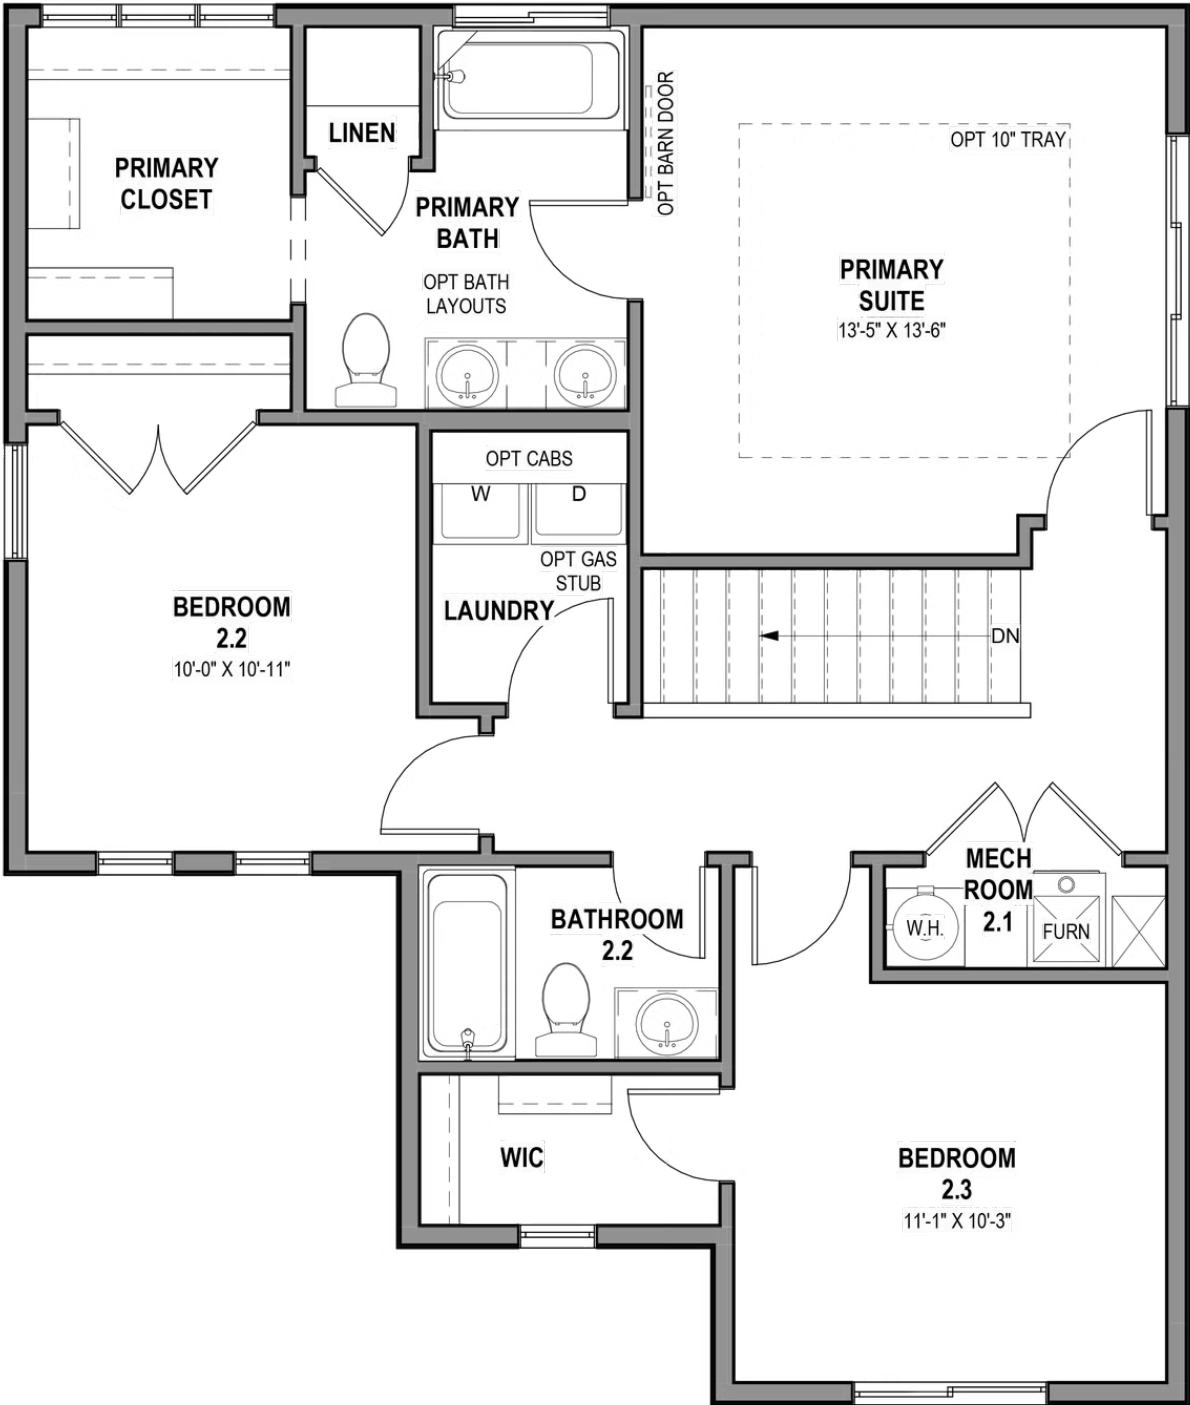 LINEN
PRIMARY
CLOSET
PRIMARY
BATH
OPT BATH
LAYOUTS
OPT BARN DOOR
OPT 10" TRAY
PRIMARY
SUITE
13'-5" X 13'-6"
OPT CABS
W
D
OPT GAS
STUB
LAUNDRY
BEDROOM
2.2
10'-0" X 10'-11"
DN
MECH
ROOM
2.1
W.H.
FURN
BATHROOM
2.2
WIC
BEDROOM
2.3
11'-1" X 10'-3"